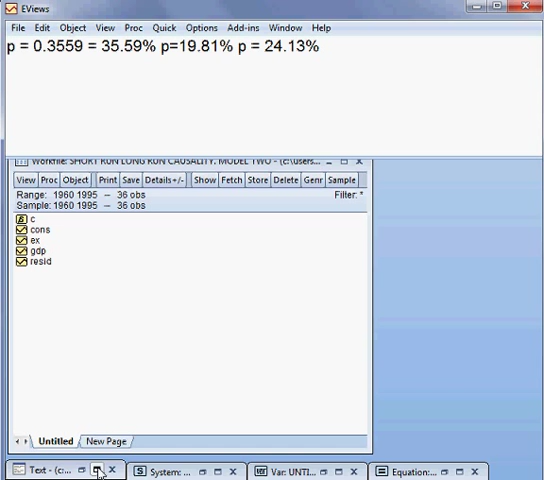 EViews
File Edit Object View Proc Quick Options Add-ins Window Help
p = 0.3559 = 35.59% p=19.81% p = 24.13%
Workfile: SHORT RUN LONG RUN CAUSALITY. MODEL TWO - (c:\users...
View Proc Object Print Save Details+/- Show Fetch Store Delete Genr Sample
Range: 1960 1995 – 36 obs Filter: *
Sample: 1960 1995 – 36 obs
c
cons
ex
gdp
resid
Untitled New Page
Text - (c:... System: ... Var: UNTI... Equation:...